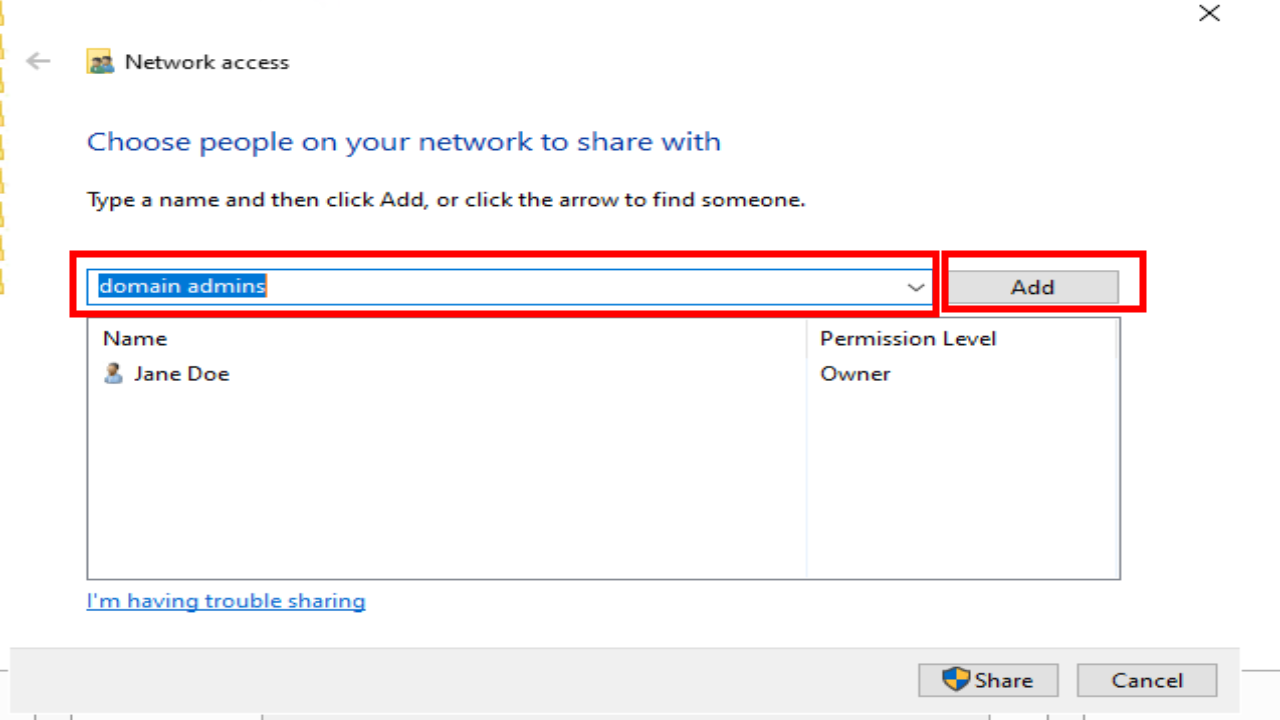 Network access
Choose people on your network to share with
Type a name and then click Add, or click the arrow to find someone.
domain admins
Add
Name Permission Level
Jane Doe Owner
I'm having trouble sharing
Share Cancel